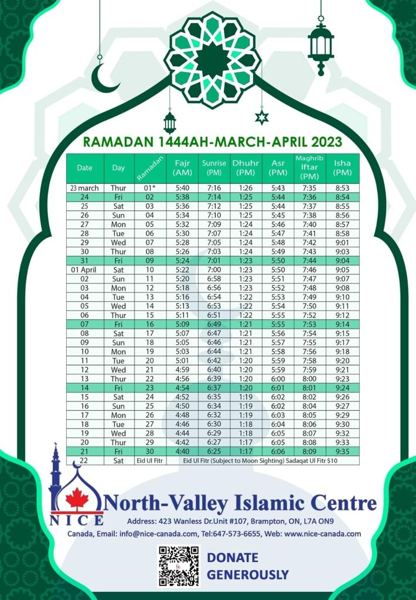 RAMADAN 1444AH-MARCH-APRIL 2023
Date Day Ramadan Fajr (AM) Sunrise (PM) Dhuhr (PM) Asr (PM) Maghrib Iftar (PM) Isha (PM)
23 march Thur 01* 5:40 7:16 1:26 5:43 7:35 8:53
24 Fri 02 5:38 7:14 1:25 5:44 7:36 8:54
25 Sat 03 5:36 7:12 1:25 5:44 7:37 8:55
26 Sun 04 5:34 7:10 1:25 5:45 7:38 8:56
27 Mon 05 5:32 7:09 1:24 5:46 7:40 8:57
28 Tue 06 5:30 7:07 1:24 5:47 7:41 8:58
29 Wed 07 5:28 7:05 1:24 5:48 7:42 9:01
30 Thur 08 5:26 7:03 1:24 5:49 7:43 9:03
31 Fri 09 5:24 7:01 1:23 5:50 7:44 9:04
01 April Sat 10 5:22 7:00 1:23 5:50 7:46 9:05
02 Sun 11 5:20 6:58 1:23 5:51 7:47 9:07
03 Mon 12 5:18 6:56 1:23 5:52 7:48 9:08
04 Tue 13 5:16 6:54 1:22 5:53 7:49 9:10
05 Wed 14 5:13 6:53 1:22 5:54 7:50 9:11
06 Thur 15 5:11 6:51 1:22 5:55 7:52 9:12
07 Fri 16 5:09 6:49 1:21 5:55 7:53 9:14
08 Sat 17 5:07 6:47 1:21 5:56 7:54 9:15
09 Sun 18 5:05 6:46 1:21 5:57 7:55 9:17
10 Mon 19 5:03 6:44 1:21 5:58 7:56 9:18
11 Tue 20 5:01 6:42 1:20 5:59 7:58 9:20
12 Wed 21 4:59 6:40 1:20 5:59 7:59 9:21
13 Thur 22 4:56 6:39 1:20 6:00 8:00 9:23
14 Fri 23 4:54 6:37 1:20 6:01 8:01 9:24
15 Sat 24 4:52 6:35 1:19 6:02 8:02 9:26
16 Sun 25 4:50 6:34 1:19 6:02 8:04 9:27
17 Mon 26 4:48 6:32 1:19 6:03 8:05 9:29
18 Tue 27 4:46 6:30 1:18 6:04 8:06 9:30
19 Wed 28 4:44 6:29 1:18 6:05 8:07 9:32
20 Thur 29 4:42 6:27 1:17 6:05 8:08 9:33
21 Fri 30 4:40 6:25 1:17 6:06 8:09 9:35
22 Sat Eid Ul Fitr Eid Ul Fitr (Subject to Moon Sighting) Sadaqat Ul Fitr $10
NICE
North-Valley Islamic Centre
Address: 423 Wanless Dr.Unit #107, Brampton, ON, L7A ON9
Canada, Email: info@nice-canada.com, Tel:647-573-6655, Web: www.nice-canada.com
DONATE
GENEROUSLY